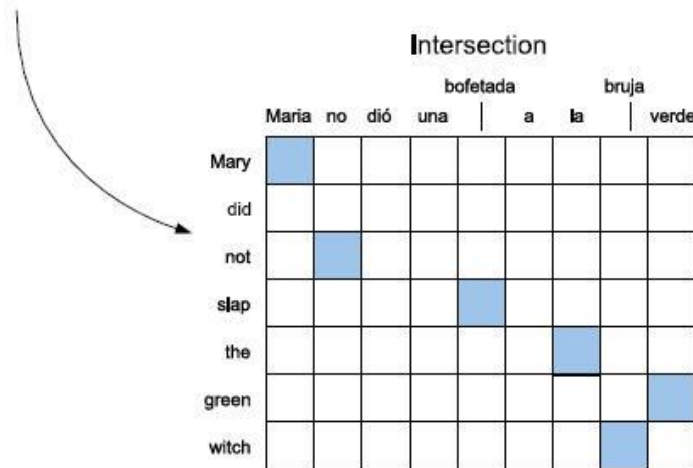 Intersection
bofetada bruja
Maria no dió una a la verde
Mary
did
not
slap
the
green
witch